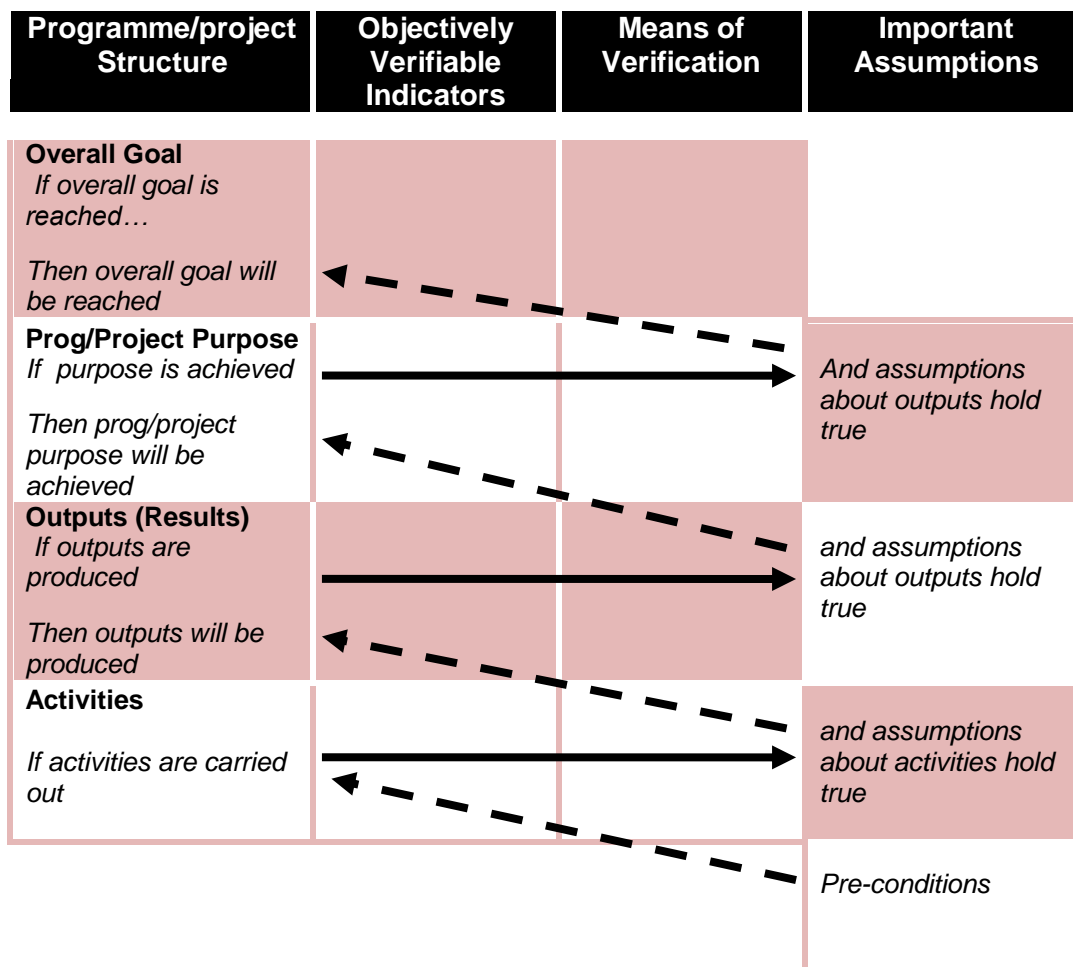 Programme/project
Structure
Objectively
Verifiable
Indicators
Means of
Verification
Important
Assumptions
Overall Goal
If overall goal is
reached…
Then overall goal will
be reached
Prog/Project Purpose
If purpose is achieved
Then prog/project
purpose will be
achieved
And assumptions
about outputs hold
true
Outputs (Results)
If outputs are
produced
Then outputs will be
produced
and assumptions
about outputs hold
true
Activities
If activities are carried
out
and assumptions
about activities hold
true
Pre-conditions